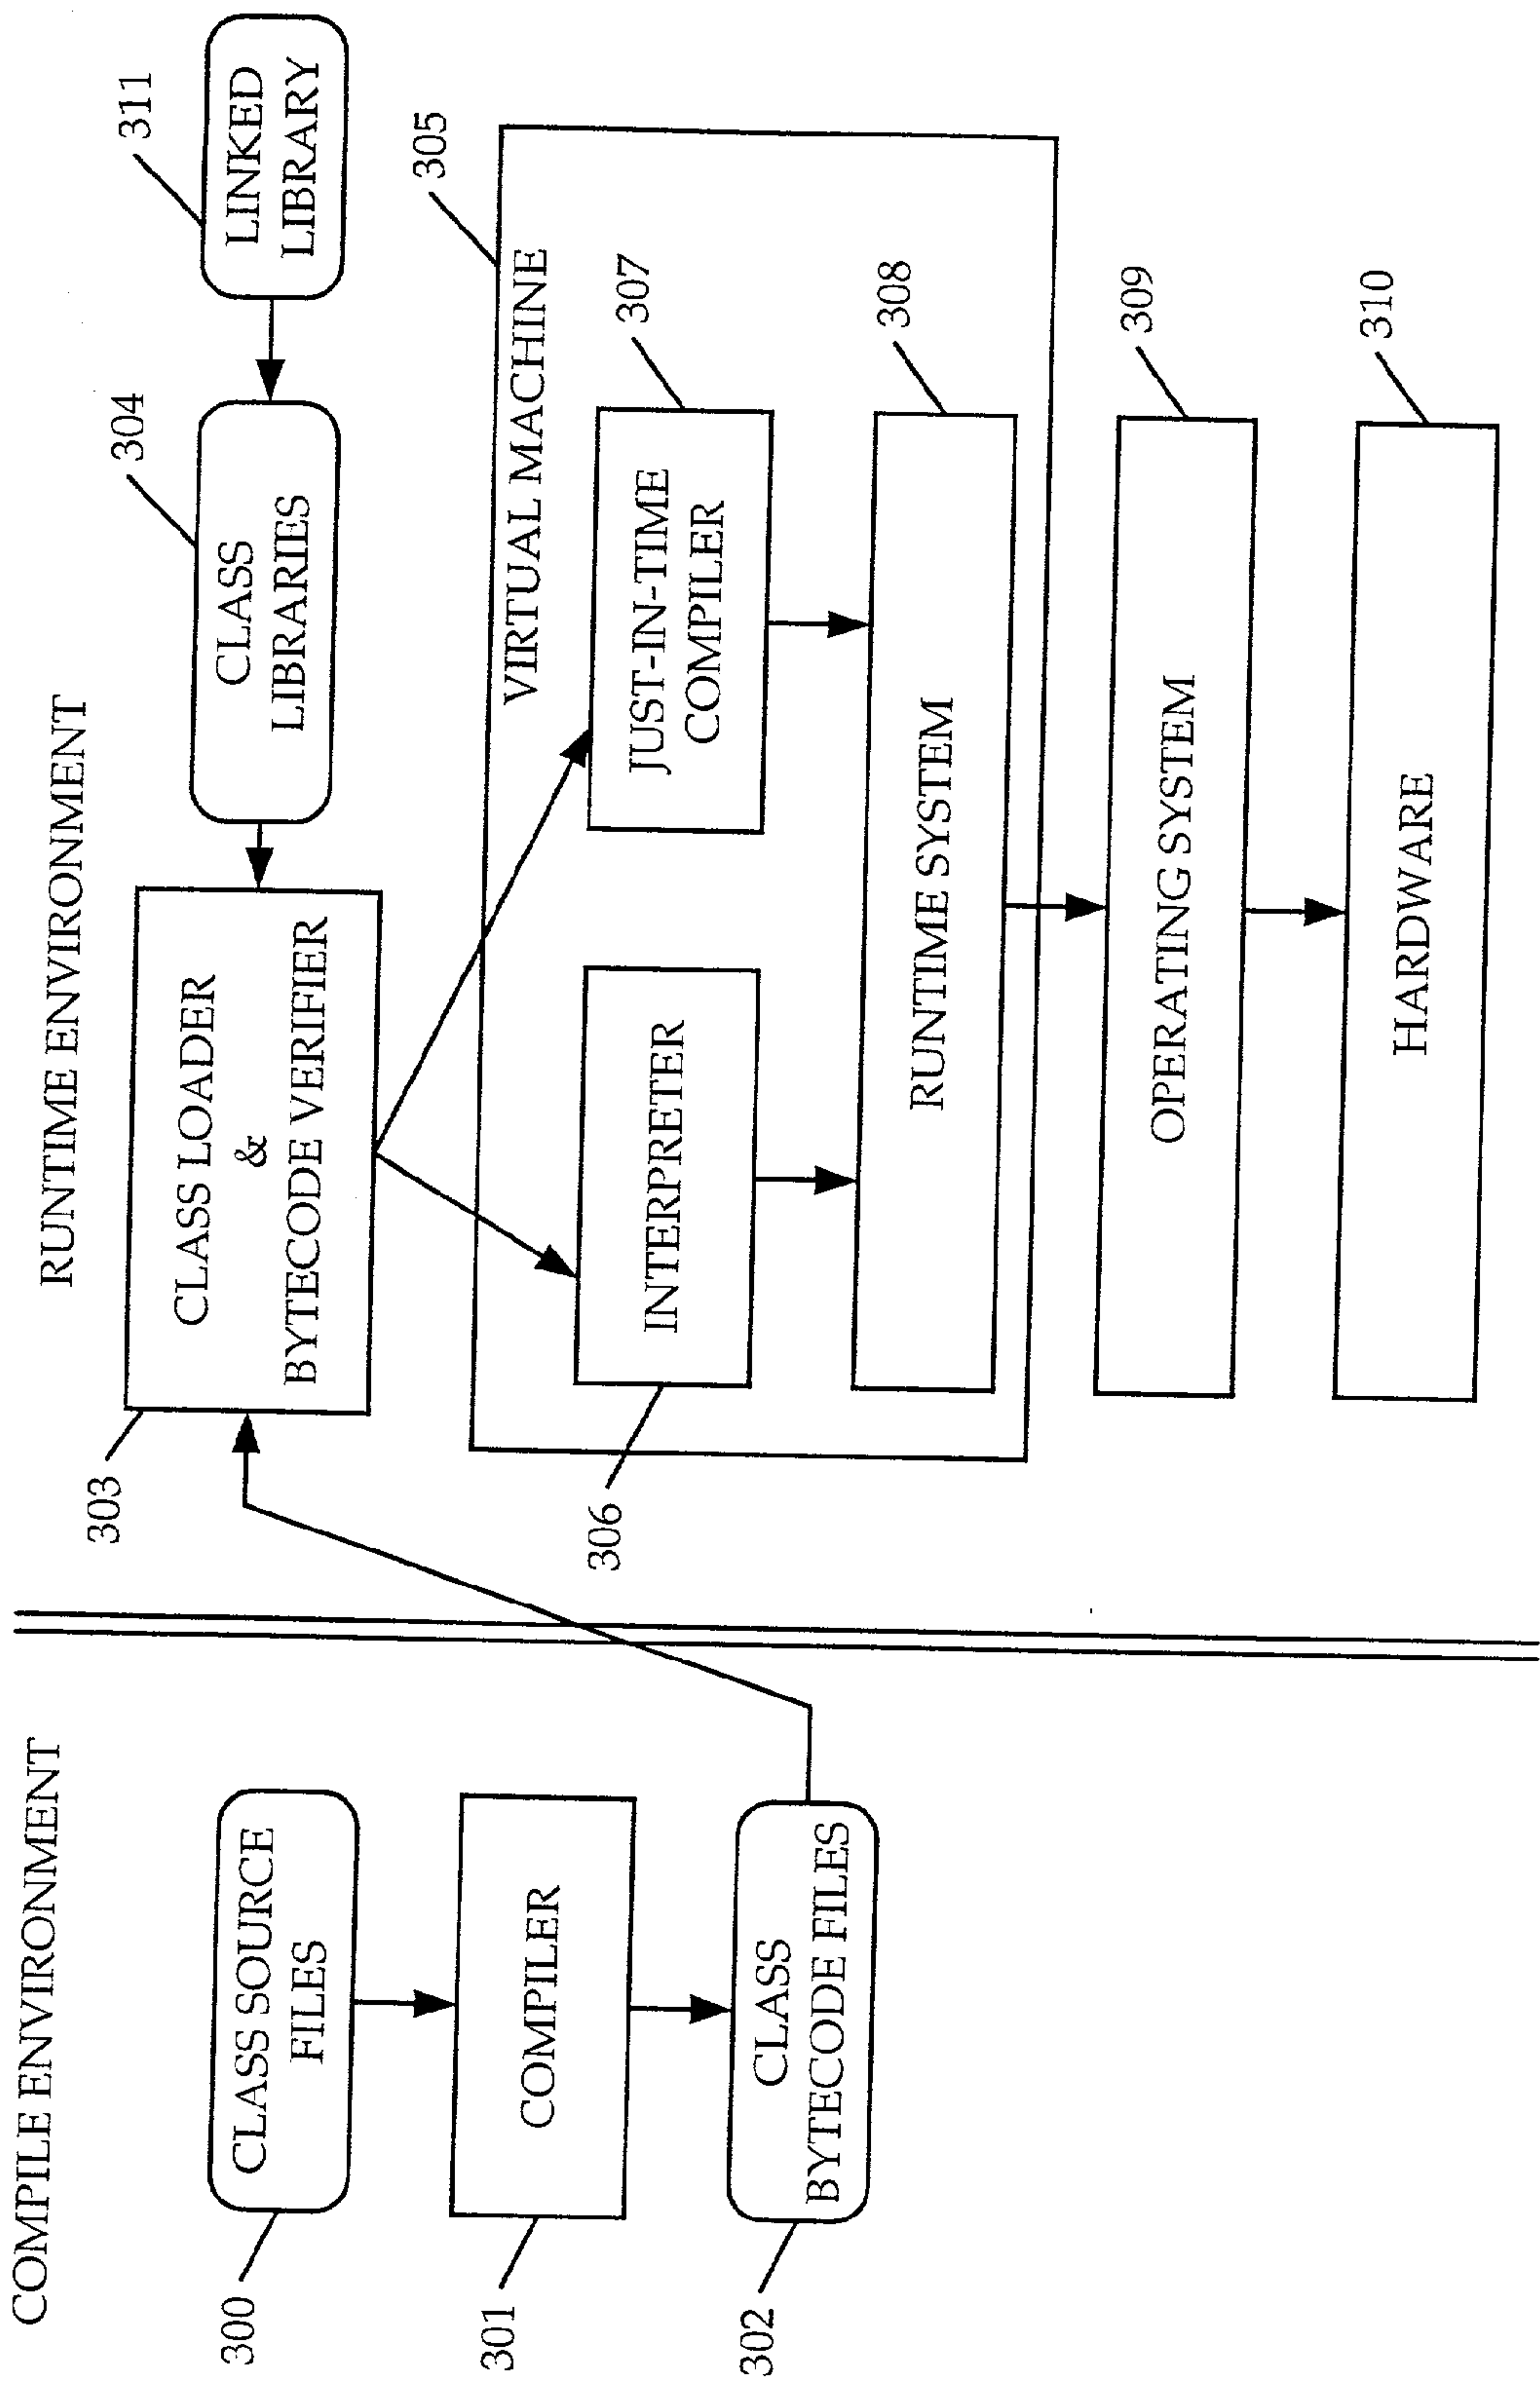 COMPILE ENVIRONMENT
300
CLASS SOURCE
FILES
301
COMPILER
302
CLASS
BYTECODE FILES
RUNTIME ENVIRONMENT
303
CLASS LOADER
&
BYTECODE VERIFIER
304
CLASS
LIBRARIES
311
LINKED
LIBRARY
305
VIRTUAL MACHINE
306
INTERPRETER
307
JUST-IN-TIME
COMPILER
308
RUNTIME SYSTEM
309
OPERATING SYSTEM
310
HARDWARE